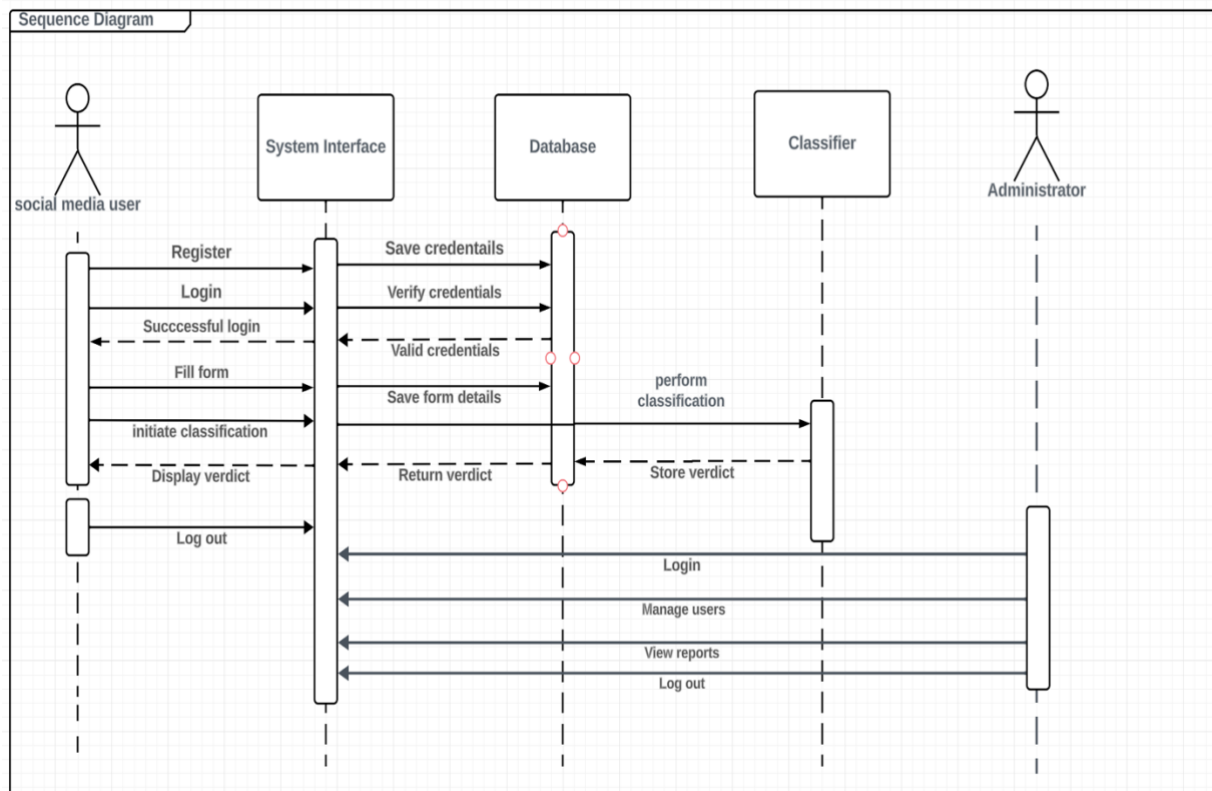 Sequence Diagram
social media user
System Interface
Database
Classifier
Administrator
Register
Save credentails
Login
Verify credentials
Succcessful login
Valid credentials
Fill form
Save form details
perform
classification
initiate classification
Display verdict
Return verdict
Store verdict
Log out
Login
Manage users
View reports
Log out